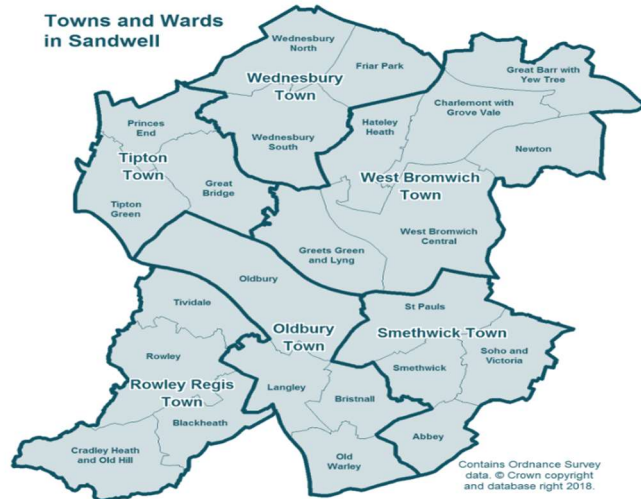 Towns and Wards
in Sandwell
Wednesbury
North
Friar Park
Wednesbury
Town
Great Barr with
Yew Tree
Charlemont with
Grove Vale
Princes
End
Hateley
Heath
Wednesbury
South
Newton
Tipton
Town
West Bromwich
Town
Great
Bridge
Tipton
Green
West Bromwich
Central
Greets Green
and Lyng
Oldbury
Tividale
St Pauls
Oldbury
Town
Smethwick Town
Rowley
Soho and
Victoria
Smethwick
Rowley Regis
Town
Langley
Bristnall
Blackheath
Abbey
Cradley Heath
and Old Hill
Old
Warley
Contains Ordnance Survey
data. © Crown copyright
and database right 2018.